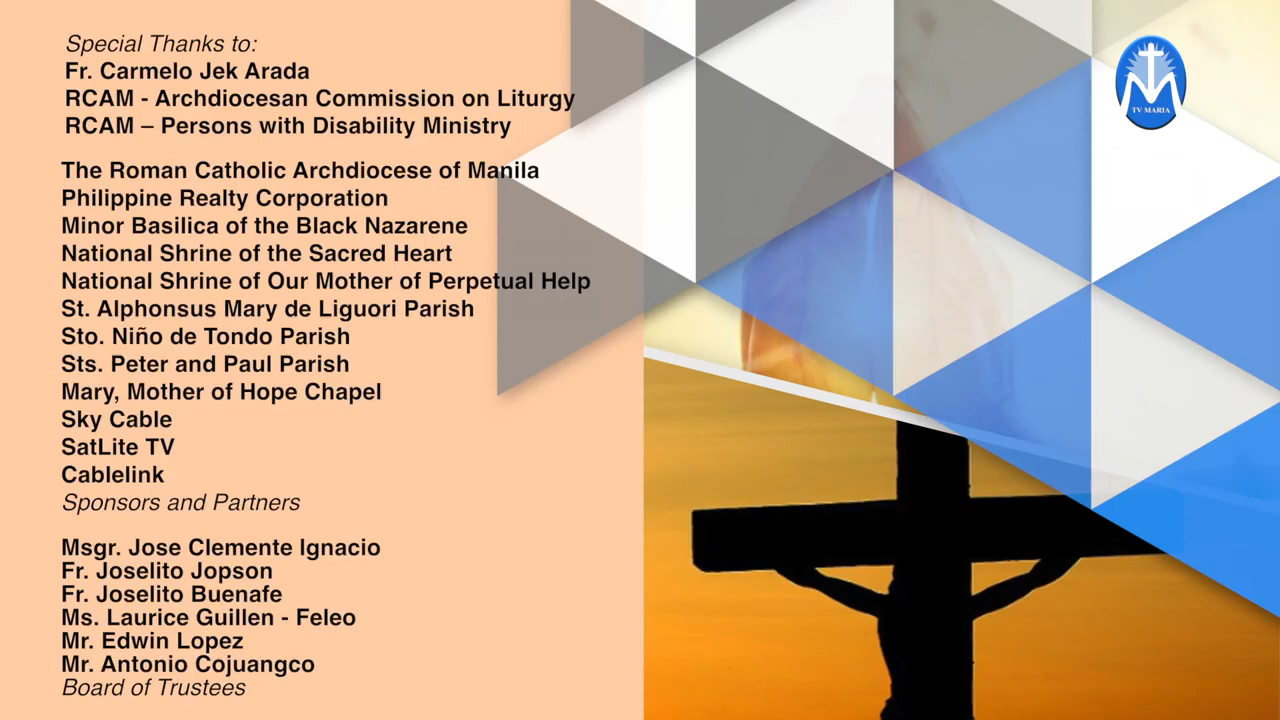 Special Thanks to:
Fr. Carmelo Jek Arada
RCAM - Archdiocesan Commission on Liturgy
RCAM – Persons with Disability Ministry
The Roman Catholic Archdiocese of Manila
Philippine Realty Corporation
Minor Basilica of the Black Nazarene
National Shrine of the Sacred Heart
National Shrine of Our Mother of Perpetual Help
St. Alphonsus Mary de Liguori Parish
Sto. Niño de Tondo Parish
Sts. Peter and Paul Parish
Mary, Mother of Hope Chapel
Sky Cable
SatLite TV
Cablelink
Sponsors and Partners
Msgr. Jose Clemente Ignacio
Fr. Joselito Jopson
Fr. Joselito Buenafe
Ms. Laurice Guillen - Feleo
Mr. Edwin Lopez
Mr. Antonio Cojuangco
Board of Trustees
TV MARIA